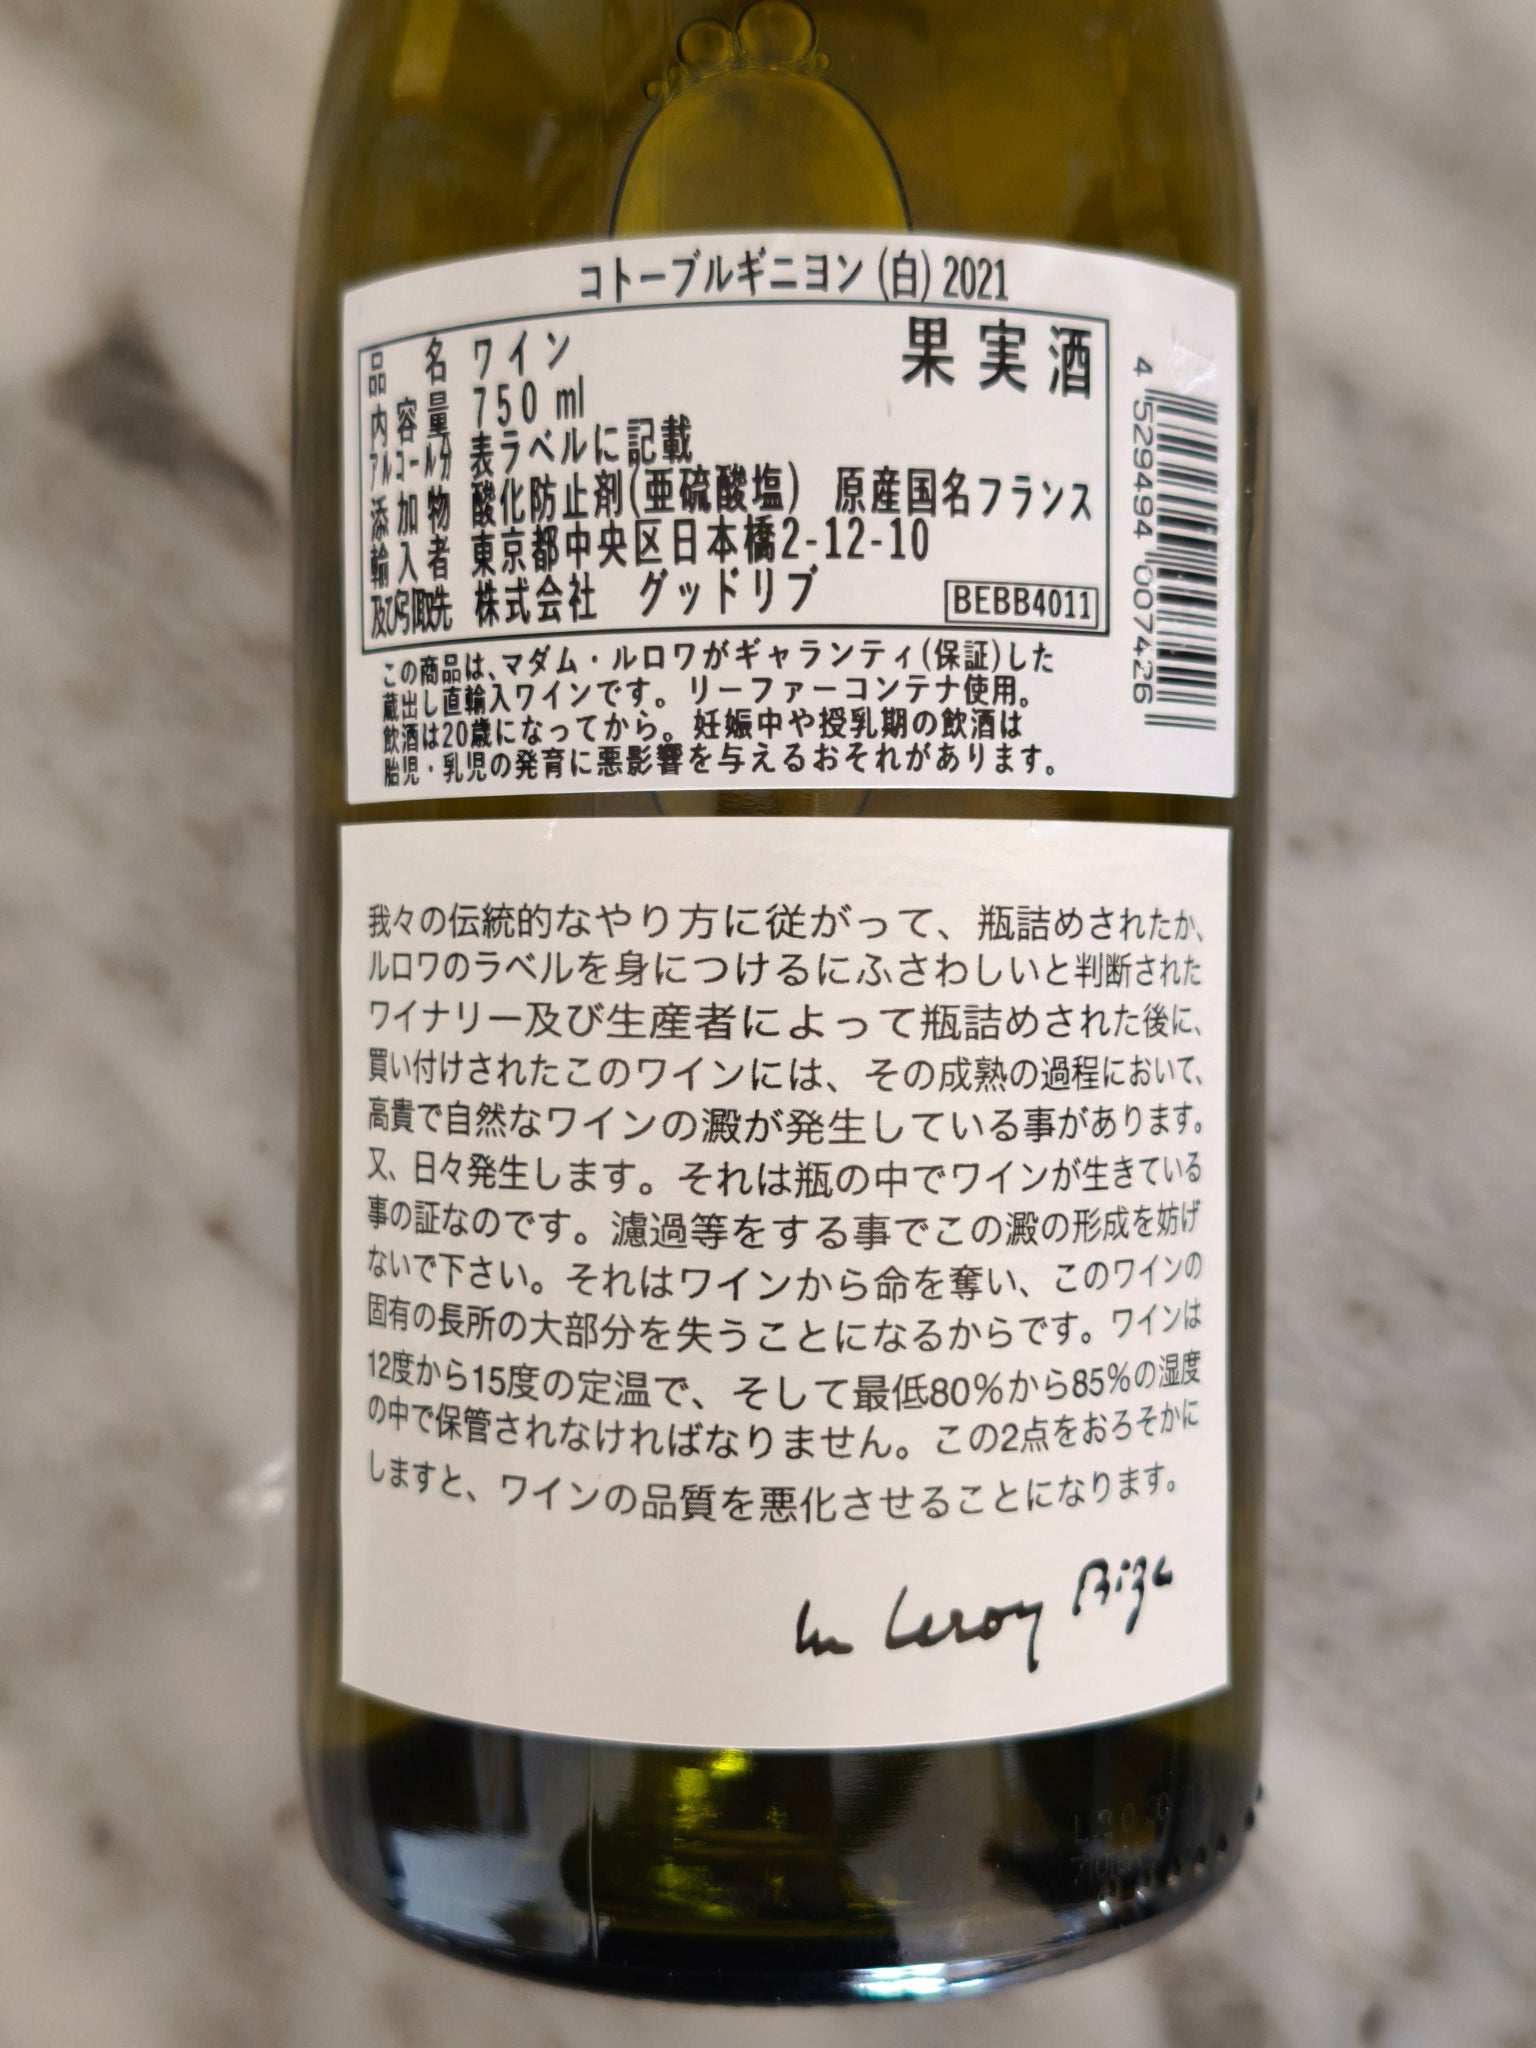 コトーブルギニヨン (白) 2021
果実酒
品名 ワイン
内容量 750 ml
アルコール分 表ラベルに記載
添加物 酸化防止剤(亜硫酸塩) 原産国名フランス
輸入者 東京都中央区日本橋2-12-10
及び引取先 株式会社 グッドリブ
BEBB4011
4 529494 007426
この商品は、マダム・ルロワがギャランティ(保証)した
蔵出し直輸入ワインです。リーファーコンテナ使用。
飲酒は20歳になってから。妊娠中や授乳期の飲酒は
胎児・乳児の発育に悪影響を与えるおそれがあります。
我々の伝統的なやり方に従がって、瓶詰めされたか、
ルロワのラベルを身につけるにふさわしいと判断された
ワイナリー及び生産者によって瓶詰めされた後に、
買い付けされたこのワインには、その成熟の過程において、
高貴で自然なワインの澱が発生している事があります。
又、日々発生します。それは瓶の中でワインが生きている
事の証なのです。濾過等をする事でこの澱の形成を妨げ
ないで下さい。それはワインから命を奪い、このワインの
固有の長所の大部分を失うことになるからです。ワインは
12度から15度の定温で、そして最低80%から85%の湿度
の中で保管されなければなりません。この2点をおろそかに
しますと、ワインの品質を悪化させることになります。
Leroy Bize